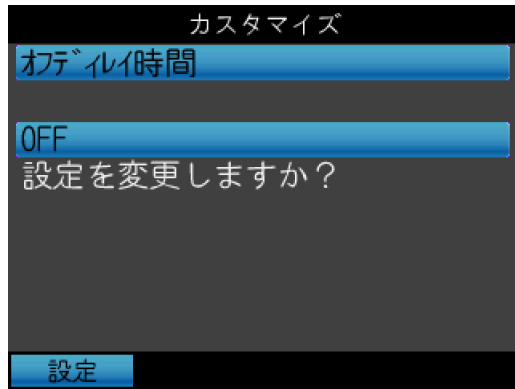 カスタマイズ
オフディレイ時間
OFF
設定を変更しますか？
設定